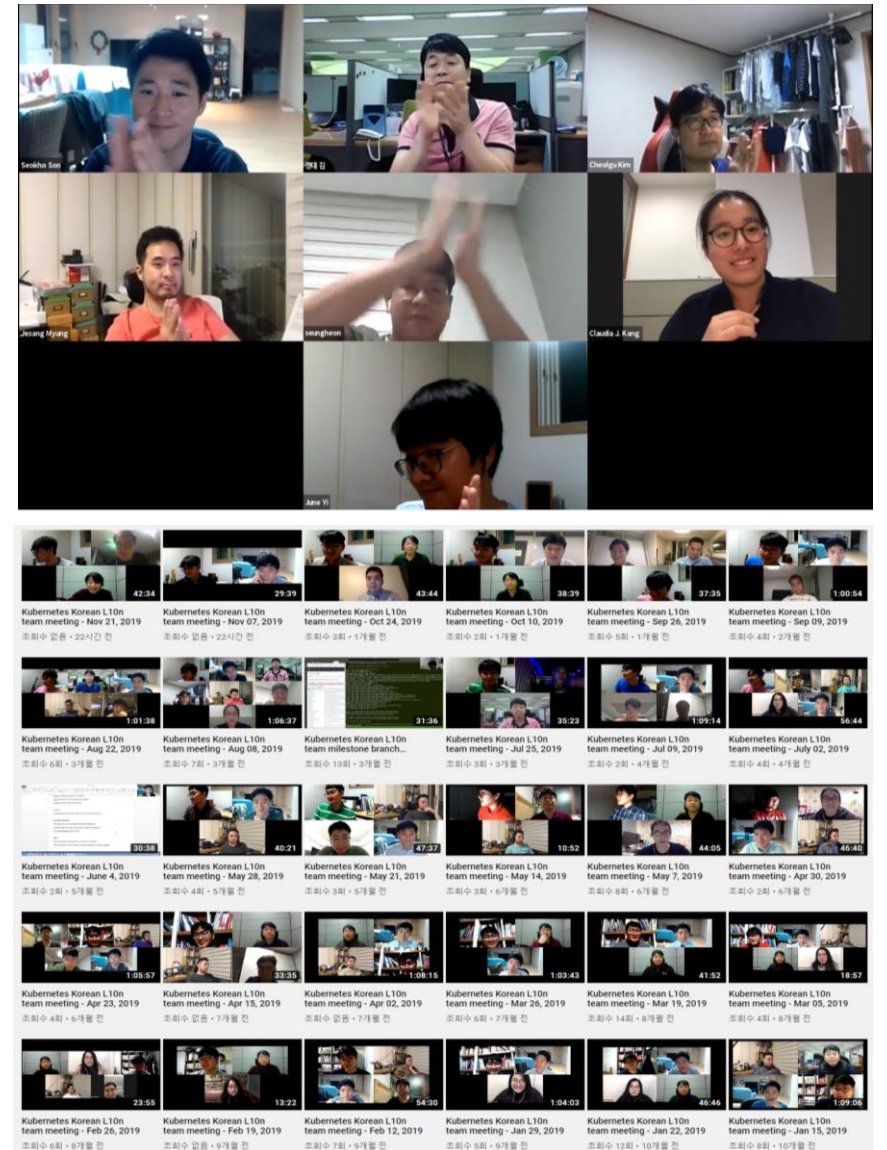 Seokho Son
영대 김
Cheolgu Kim
Jesang Myung
seungheon
Claudia J. Kang
June Yi
42:34
29:39
43:44
38:39
37:35
1:00:54
Kubernetes Korean L10n
team meeting - Nov 21, 2019
조회수 없음 • 22시간 전
Kubernetes Korean L10n
team meeting - Nov 07, 2019
조회수 없음 • 22시간 전
Kubernetes Korean L10n
team meeting - Oct 24, 2019
조회수 3회 • 1개월 전
Kubernetes Korean L10n
team meeting - Oct 10, 2019
조회수 2회 • 1개월 전
Kubernetes Korean L10n
team meeting - Sep 26, 2019
조회수 5회 • 1개월 전
Kubernetes Korean L10n
team meeting - Sep 09, 2019
조회수 4회 • 2개월 전
1:01:38
1:06:37
31:36
35:23
1:09:14
56:44
Kubernetes Korean L10n
team meeting - Aug 22, 2019
조회수 6회 • 3개월 전
Kubernetes Korean L10n
team meeting - Aug 08, 2019
조회수 7회 • 3개월 전
Kubernetes Korean L10n
team milestone branch...
조회수 13회 • 3개월 전
Kubernetes Korean L10n
team meeting - Jul 25, 2019
조회수 3회 • 3개월 전
Kubernetes Korean L10n
team meeting - Jul 09, 2019
조회수 2회 • 4개월 전
Kubernetes Korean L10n
team meeting - July 02, 2019
조회수 4회 • 4개월 전
30:38
40:21
47:37
10:52
44:05
46:40
Kubernetes Korean L10n
team meeting - June 4, 2019
조회수 2회 • 5개월 전
Kubernetes Korean L10n
team meeting - May 28, 2019
조회수 4회 • 5개월 전
Kubernetes Korean L10n
team meeting - May 21, 2019
조회수 3회 • 5개월 전
Kubernetes Korean L10n
team meeting - May 14, 2019
조회수 3회 • 6개월 전
Kubernetes Korean L10n
team meeting - May 7, 2019
조회수 8회 • 6개월 전
Kubernetes Korean L10n
team meeting - Apr 30, 2019
조회수 2회 • 6개월 전
1:05:57
33:35
1:08:15
1:03:43
41:52
18:57
Kubernetes Korean L10n
team meeting - Apr 23, 2019
조회수 4회 • 6개월 전
Kubernetes Korean L10n
team meeting - Apr 15, 2019
조회수 없음 • 7개월 전
Kubernetes Korean L10n
team meeting - Apr 02, 2019
조회수 없음 • 7개월 전
Kubernetes Korean L10n
team meeting - Mar 26, 2019
조회수 6회 • 7개월 전
Kubernetes Korean L10n
team meeting - Mar 19, 2019
조회수 14회 • 8개월 전
Kubernetes Korean L10n
team meeting - Mar 05, 2019
조회수 4회 • 8개월 전
23:55
13:22
54:30
1:04:03
46:46
1:09:06
Kubernetes Korean L10n
team meeting - Feb 26, 2019
조회수 6회 • 8개월 전
Kubernetes Korean L10n
team meeting - Feb 19, 2019
조회수 없음 • 9개월 전
Kubernetes Korean L10n
team meeting - Feb 12, 2019
조회수 7회 • 9개월 전
Kubernetes Korean L10n
team meeting - Jan 29, 2019
조회수 5회 • 9개월 전
Kubernetes Korean L10n
team meeting - Jan 22, 2019
조회수 12회 • 10개월 전
Kubernetes Korean L10n
team meeting - Jan 15, 2019
조회수 8회 • 10개월 전